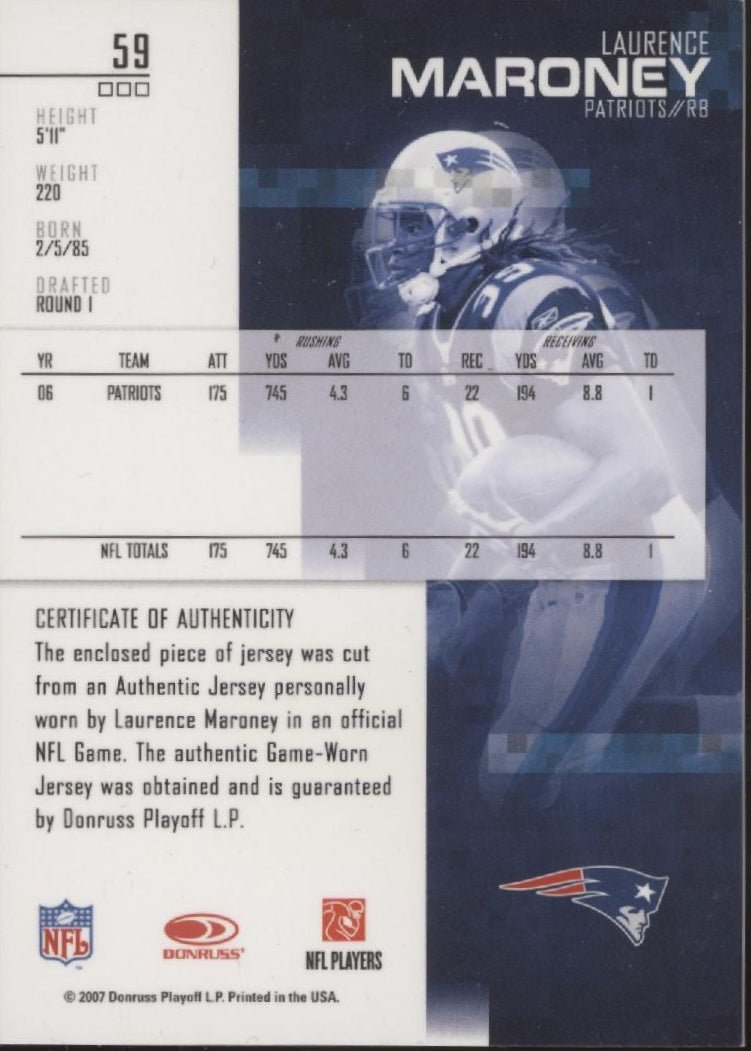 59
LAURENCE
MARONEY
PATRIOTS//RB
HEIGHT
5'11"
WEIGHT
220
BORN
2/5/85
DRAFTED
ROUND 1
RUSHING RECEIVING
YR TEAM ATT YDS AVG TD REC YDS AVG TD
06 PATRIOTS 175 745 4.3 6 22 194 8.8 1
NFL TOTALS 175 745 4.3 6 22 194 8.8 1
CERTIFICATE OF AUTHENTICITY
The enclosed piece of jersey was cut
from an Authentic Jersey personally
worn by Laurence Maroney in an official
NFL Game. The authentic Game-Worn
Jersey was obtained and is guaranteed
by Donruss Playoff L.P.
NFL
DONRUSS
NFL PLAYERS
© 2007 Donruss Playoff L.P. Printed in the USA.
39